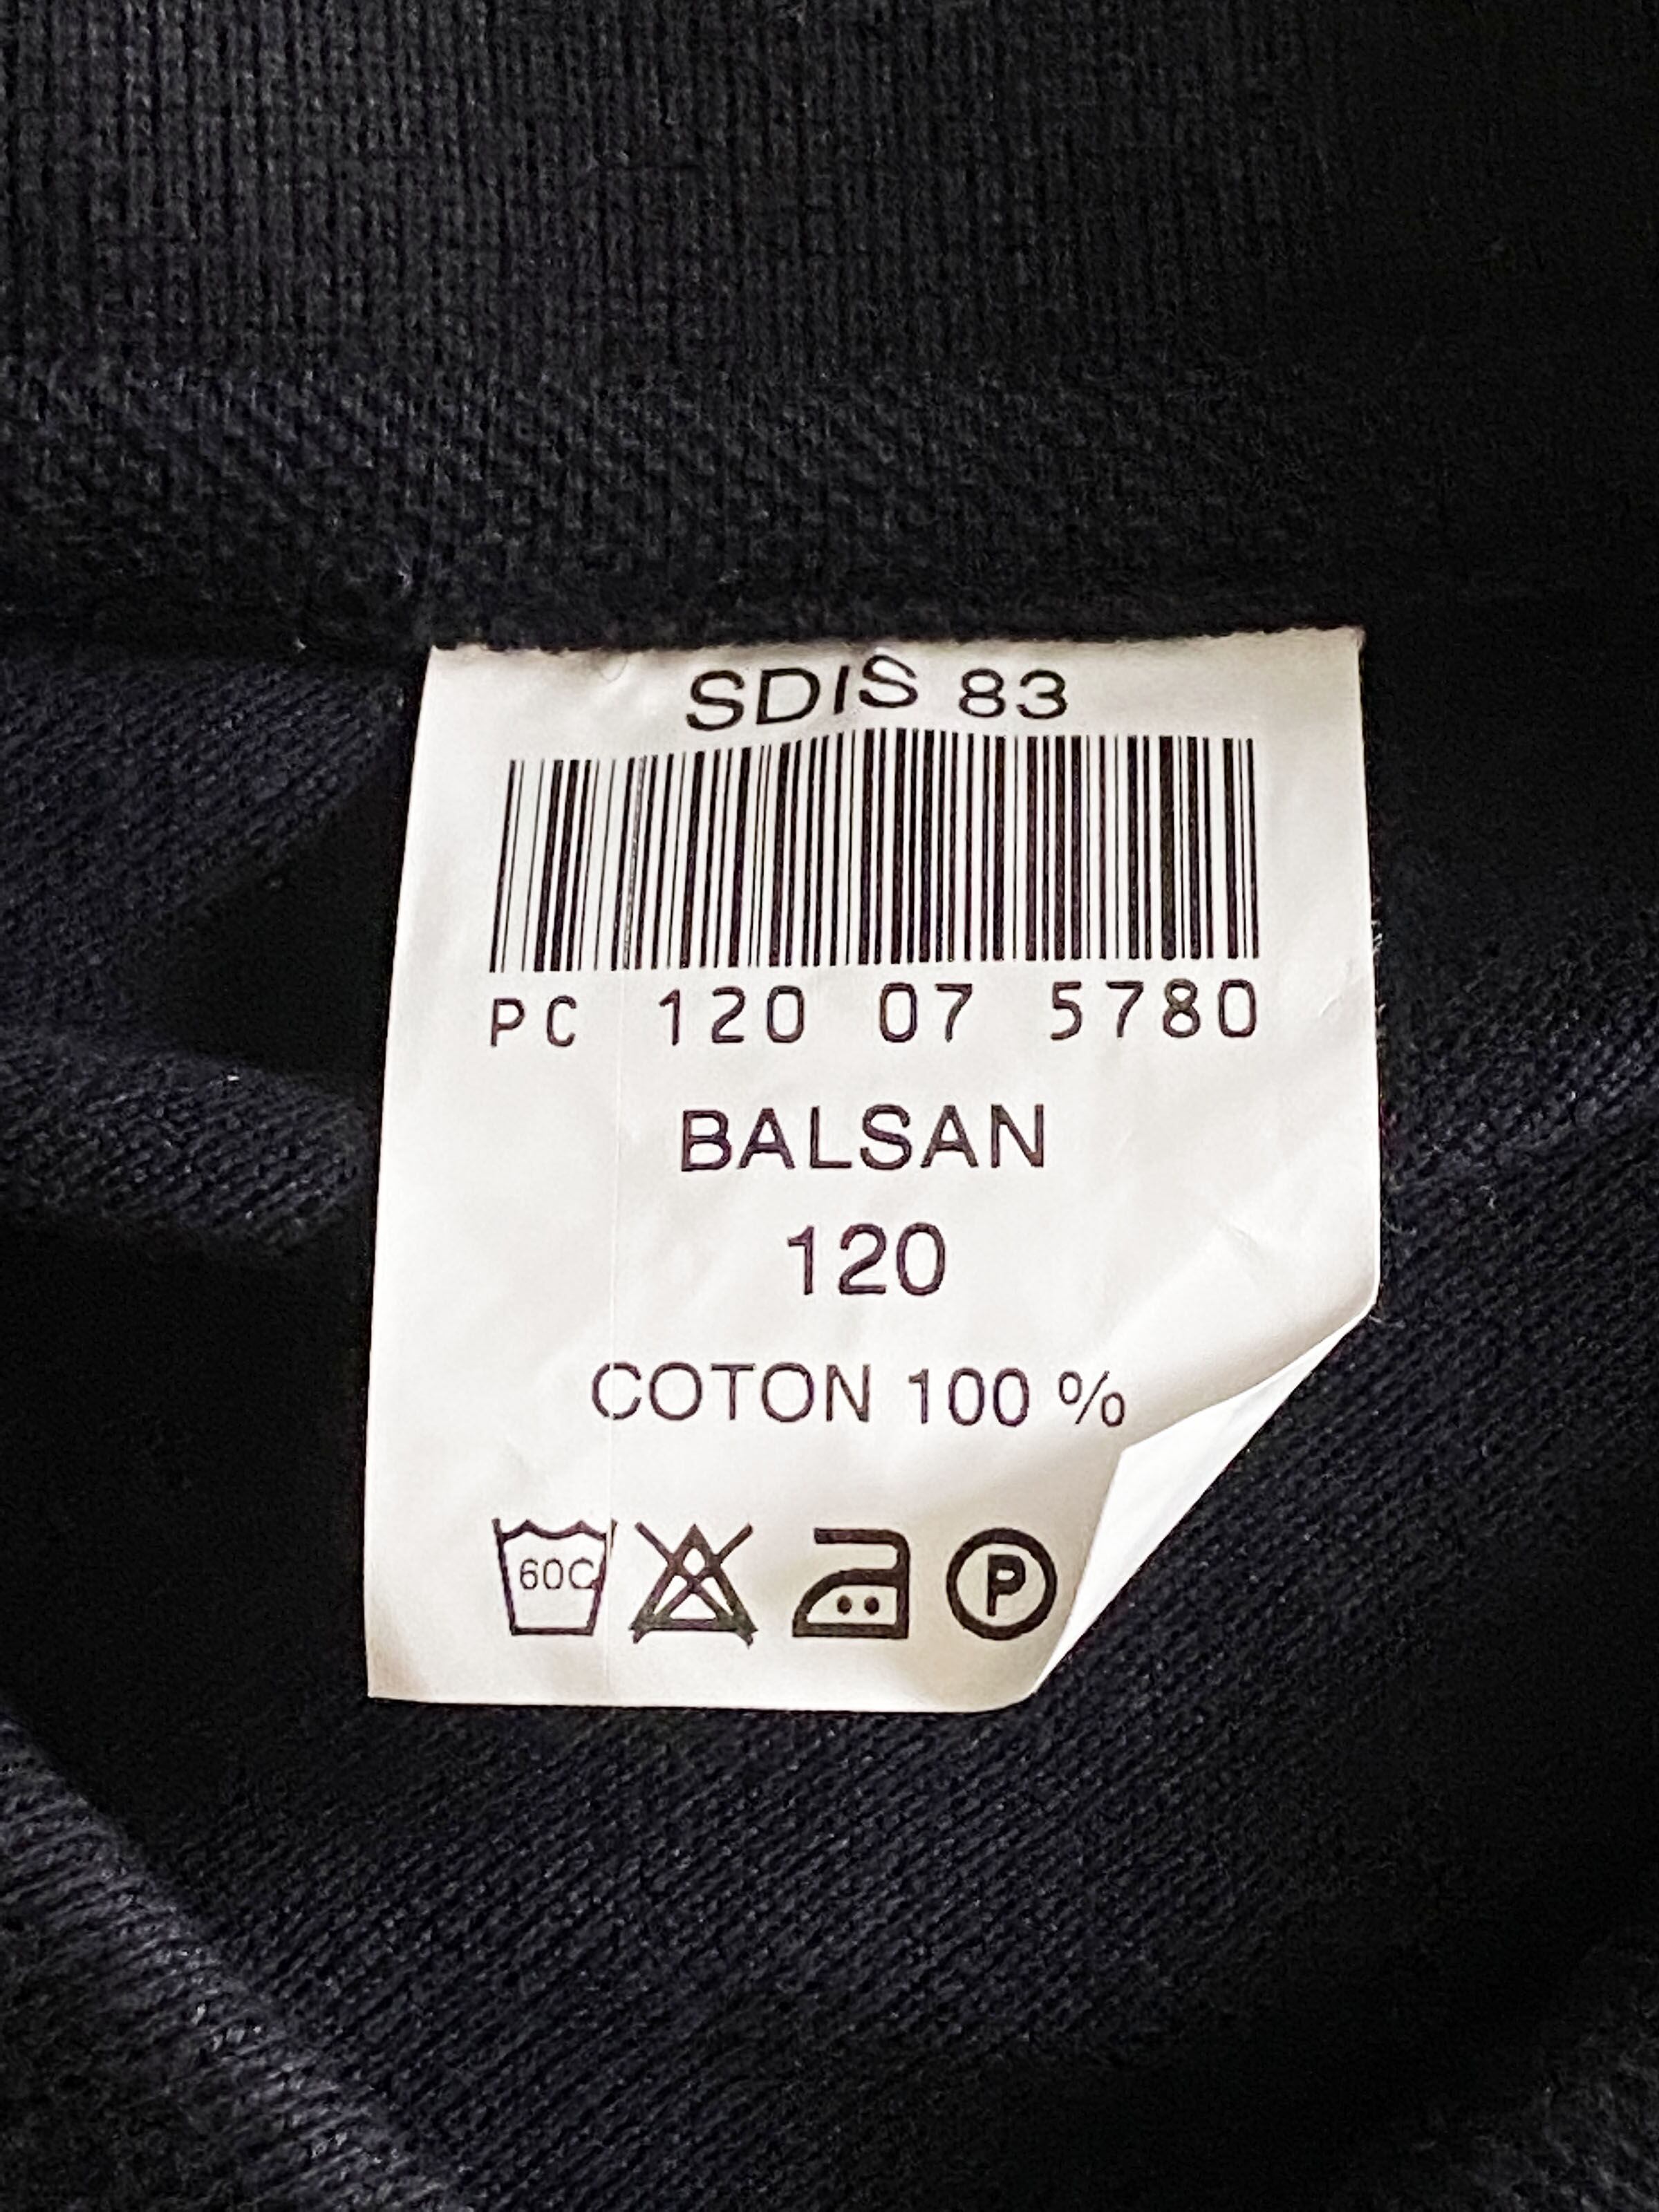 SDIS 83
PC 120 07 5780
BALSAN
120
COTON 100 %
60C
P